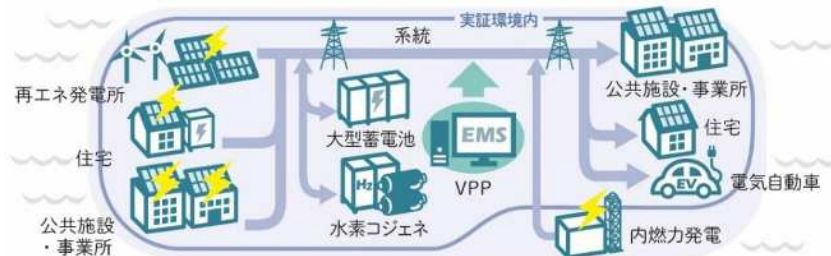 実証環境内
系統
再エネ発電所
公共施設・事業所
大型蓄電池
EMS
住宅
住宅
VPP
EV
電気自動車
H2
公共施設
・事業所
水素コジェネ
内燃力発電